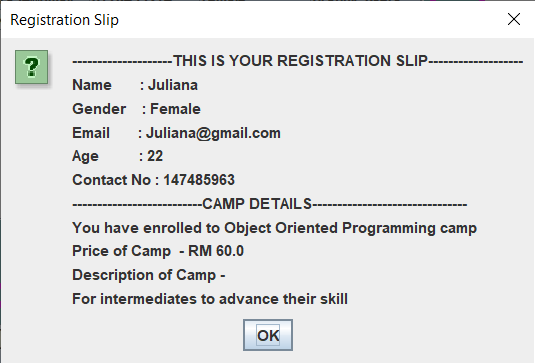 Registration Slip
--------------------THIS IS YOUR REGISTRATION SLIP-------------------
Name : Juliana
Gender : Female
Email : Juliana@gmail.com
Age : 22
Contact No : 147485963
--------------------------CAMP DETAILS-------------------------------
You have enrolled to Object Oriented Programming camp
Price of Camp - RM 60.0
Description of Camp -
For intermediates to advance their skill
OK